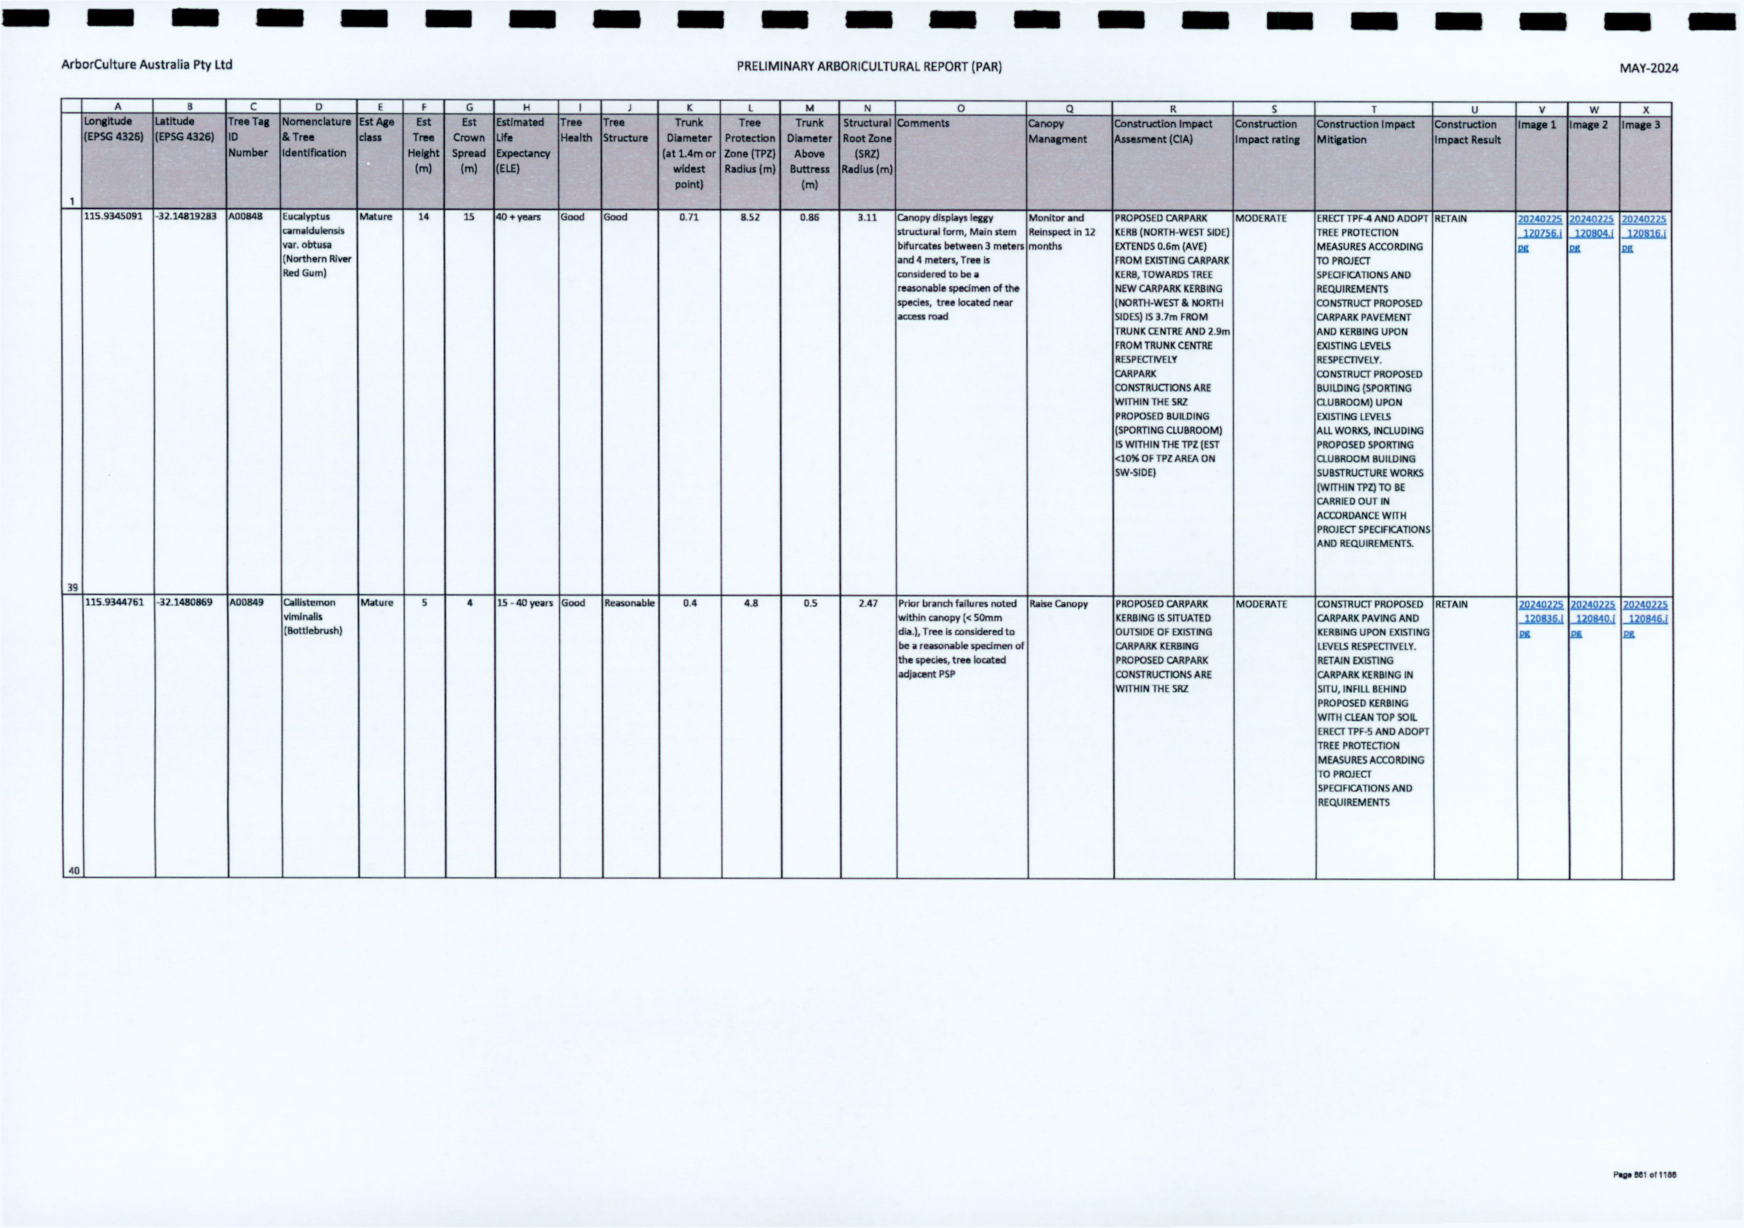 ArborCulture Australia Pty Ltd
PRELIMINARY ARBORICULTURAL REPORT (PAR)
MAY-2024
A B C D E F G H I J K L M N O Q R S T U V W X
1
Longitude
(EPSG 4326)
Latitude
(EPSG 4326)
Tree Tag
ID
Number
Nomenclature
& Tree
Identification
Est Age
class
Est
Tree
Height
(m)
Est
Crown
Spread
(m)
Estimated
Life
Expectancy
(ELE)
Tree
Health
Tree
Structure
Trunk
Diameter
(at 1.4m or
widest
point)
Tree
Protection
Zone (TPZ)
Radius (m)
Trunk
Diameter
Above
Buttress
(m)
Structural
Root Zone
(SRZ)
Radius (m)
Comments
Canopy
Managment
Construction Impact
Assesment (CIA)
Construction
Impact rating
Construction Impact
Mitigation
Construction
Impact Result
Image 1
Image 2
Image 3
39
115.9345091
-32.14819283
A00848
Eucalyptus
camaldulensis
var. obtusa
(Northern River
Red Gum)
Mature
14
15
40 + years
Good
Good
0.71
8.52
0.86
3.11
Canopy displays leggy
structural form, Main stem
bifurcates between 3 meters
and 4 meters, Tree is
considered to be a
reasonable specimen of the
species, tree located near
access road
Monitor and
Reinspect in 12
months
PROPOSED CARPARK
KERB (NORTH-WEST SIDE)
EXTENDS 0.6m (AVE)
FROM EXISTING CARPARK
KERB, TOWARDS TREE
NEW CARPARK KERBING
(NORTH-WEST & NORTH
SIDES) IS 3.7m FROM
TRUNK CENTRE AND 2.9m
FROM TRUNK CENTRE
RESPECTIVELY
CARPARK
CONSTRUCTIONS ARE
WITHIN THE SRZ
PROPOSED BUILDING
(SPORTING CLUBROOM)
IS WITHIN THE TPZ (EST
<10% OF TPZ AREA ON
SW-SIDE)
MODERATE
ERECT TPF-4 AND ADOPT
TREE PROTECTION
MEASURES ACCORDING
TO PROJECT
SPECIFICATIONS AND
REQUIREMENTS
CONSTRUCT PROPOSED
CARPARK PAVEMENT
AND KERBING UPON
EXISTING LEVELS
RESPECTIVELY.
CONSTRUCT PROPOSED
BUILDING (SPORTING
CLUBROOM) UPON
EXISTING LEVELS
ALL WORKS, INCLUDING
PROPOSED SPORTING
CLUBROOM BUILDING
SUBSTRUCTURE WORKS
(WITHIN TPZ) TO BE
CARRIED OUT IN
ACCORDANCE WITH
PROJECT SPECIFICATIONS
AND REQUIREMENTS.
RETAIN
20240225
_120756.j
pg
20240225
_120804.j
pg
20240225
_120816.j
pg
40
115.9344761
-32.1480869
A00849
Callistemon
viminalis
(Bottlebrush)
Mature
5
4
15 - 40 years
Good
Reasonable
0.4
4.8
0.5
2.47
Prior branch failures noted
within canopy (< 50mm
dia.), Tree is considered to
be a reasonable specimen of
the species, tree located
adjacent PSP
Raise Canopy
PROPOSED CARPARK
KERBING IS SITUATED
OUTSIDE OF EXISTING
CARPARK KERBING
PROPOSED CARPARK
CONSTRUCTIONS ARE
WITHIN THE SRZ
MODERATE
CONSTRUCT PROPOSED
CARPARK PAVING AND
KERBING UPON EXISTING
LEVELS RESPECTIVELY.
RETAIN EXISTING
CARPARK KERBING IN
SITU, INFILL BEHIND
PROPOSED KERBING
WITH CLEAN TOP SOIL
ERECT TPF-5 AND ADOPT
TREE PROTECTION
MEASURES ACCORDING
TO PROJECT
SPECIFICATIONS AND
REQUIREMENTS
RETAIN
20240225
_120836.j
pg
20240225
_120840.j
pg
20240225
_120846.j
pg
Page 861 of 1186